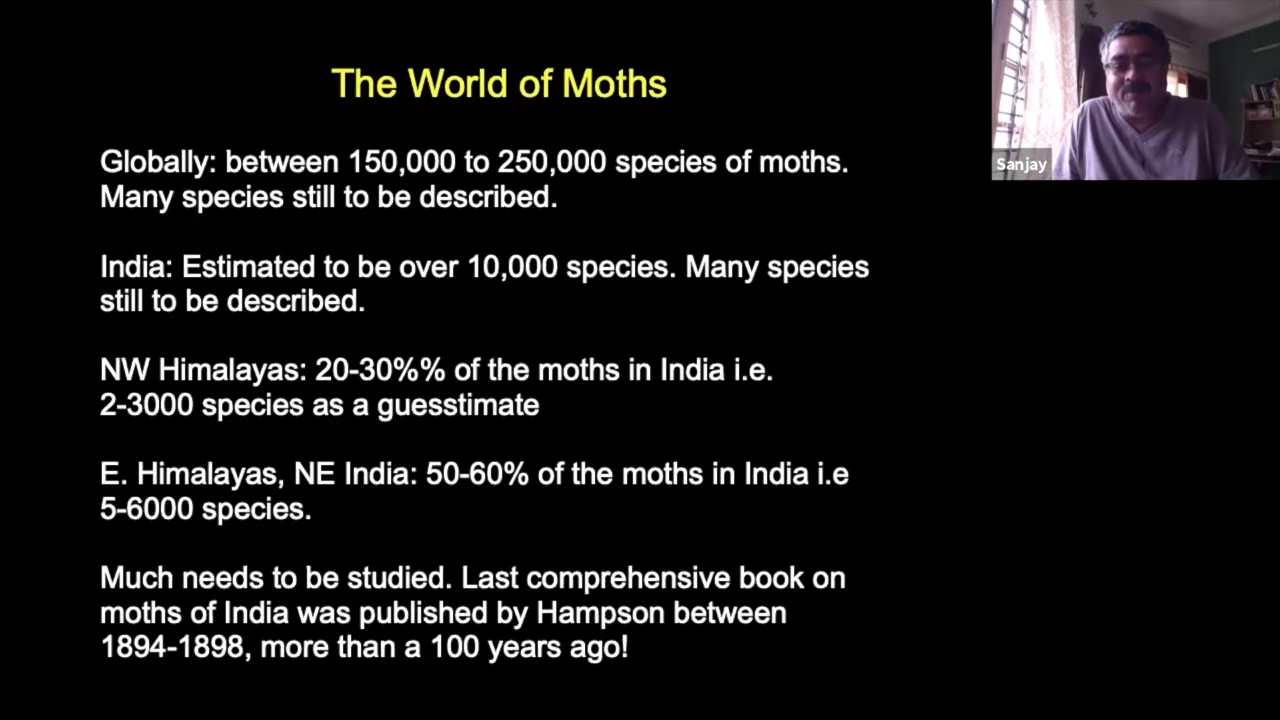 The World of Moths
Globally: between 150,000 to 250,000 species of moths.
Many species still to be described.
India: Estimated to be over 10,000 species. Many species
still to be described.
NW Himalayas: 20-30%% of the moths in India i.e.
2-3000 species as a guesstimate
E. Himalayas, NE India: 50-60% of the moths in India i.e
5-6000 species.
Much needs to be studied. Last comprehensive book on
moths of India was published by Hampson between
1894-1898, more than a 100 years ago!
Sanjay